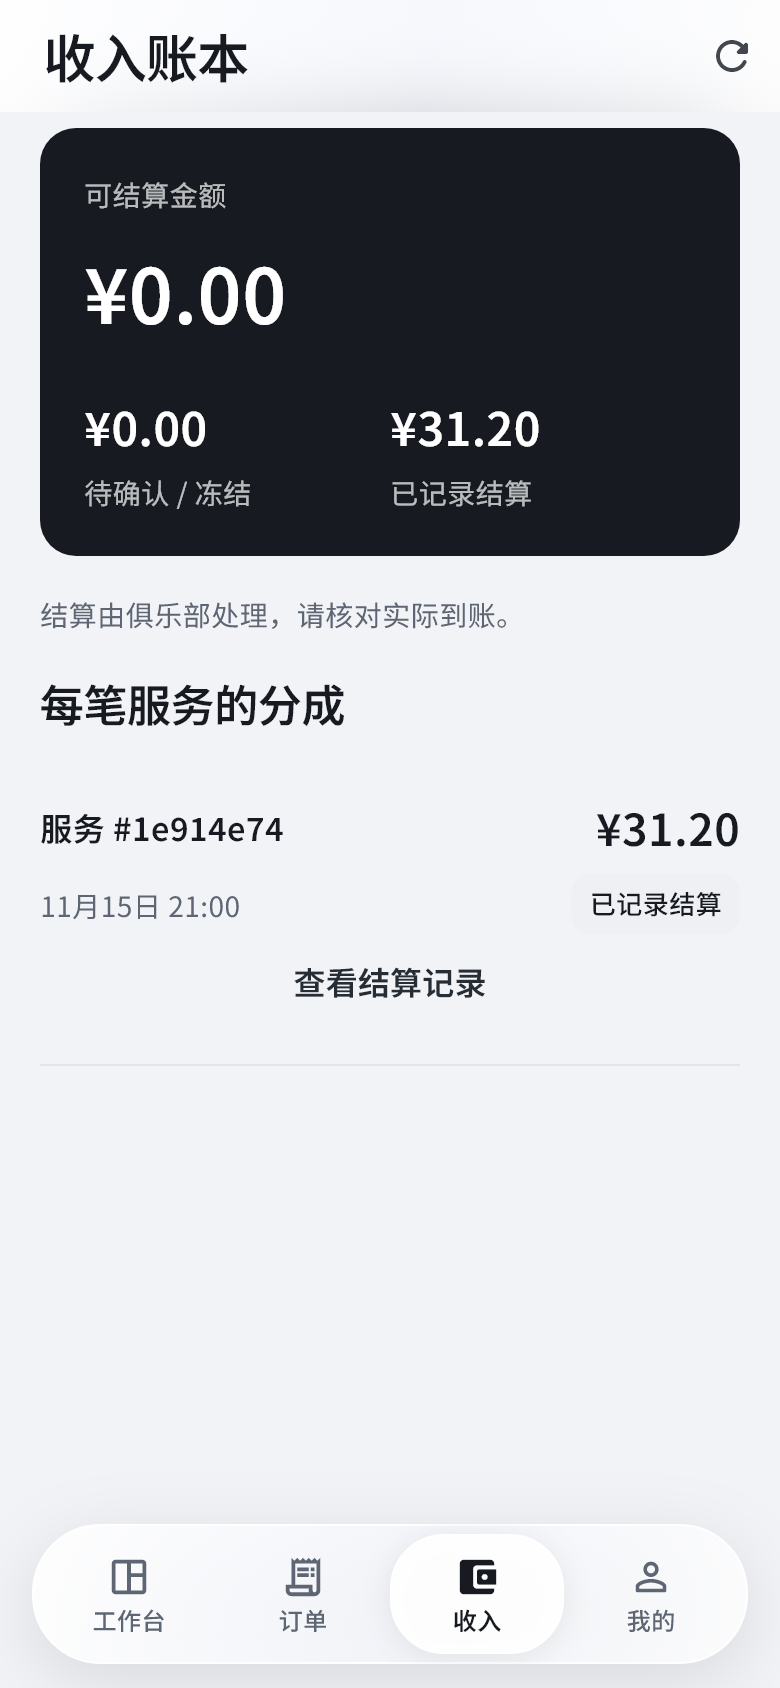 收入账本
可结算金额
¥0.00
¥0.00
¥31.20
待确认 / 冻结
已记录结算
结算由俱乐部处理，请核对实际到账。
每笔服务的分成
服务 #1e914e74
¥31.20
11月15日 21:00
已记录结算
查看结算记录
工作台
订单
收入
我的